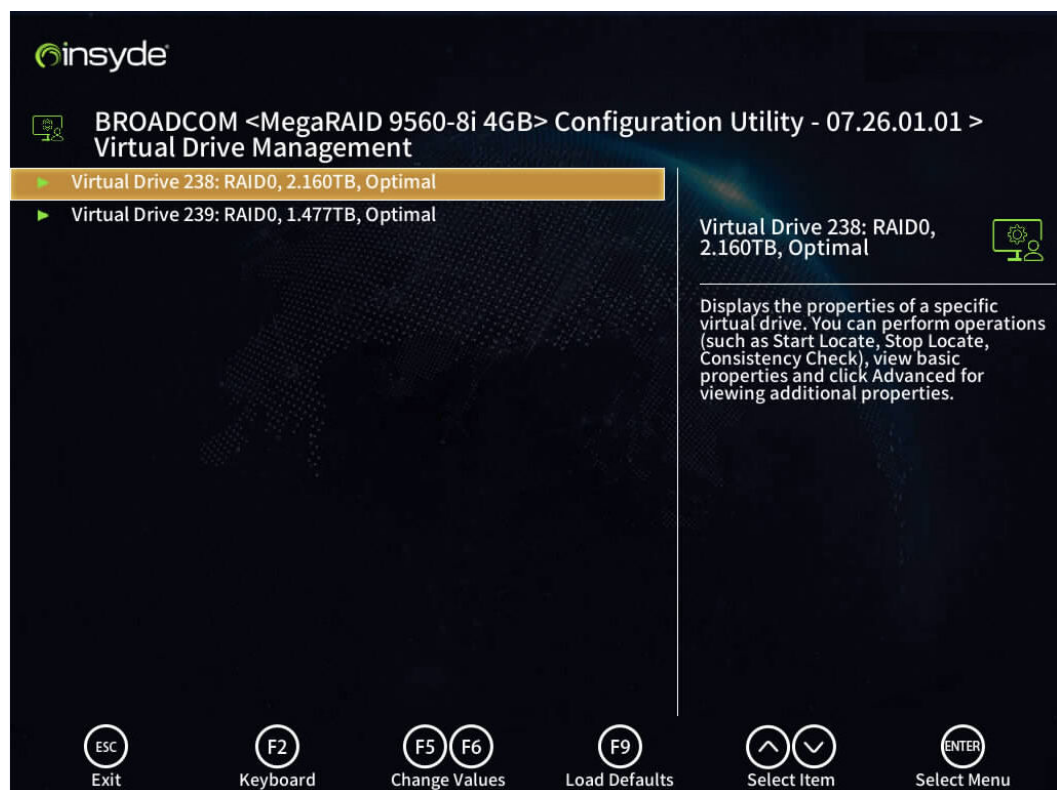 insyde
BROADCOM <MegaRAID 9560-8i 4GB> Configuration Utility - 07.26.01.01 >
Virtual Drive Management
Virtual Drive 238: RAID0, 2.160TB, Optimal
Virtual Drive 239: RAID0, 1.477TB, Optimal
Virtual Drive 238: RAID0,
2.160TB, Optimal
Displays the properties of a specific
virtual drive. You can perform operations
(such as Start Locate, Stop Locate,
Consistency Check), view basic
properties and click Advanced for
viewing additional properties.
ESC F2 F5 F6 F9 ENTER
Exit Keyboard Change Values Load Defaults Select Item Select Menu